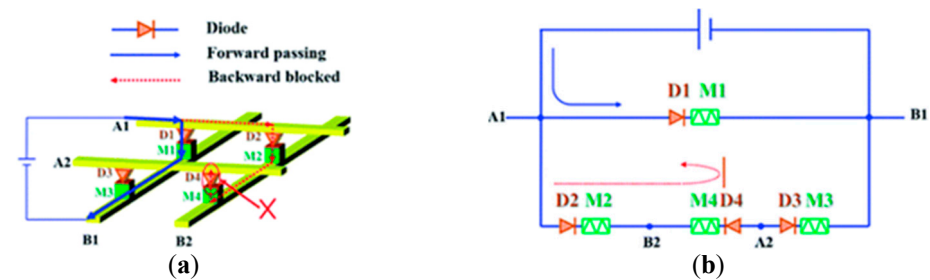 Diode
Forward passing
Backward blocked
A1
D1
M1
D2
M2
A2
D3
M3
D4
M4
B1
B2
(a)
D1 M1
A1
B1
D2 M2
M4 D4
D3 M3
B2
A2
(b)